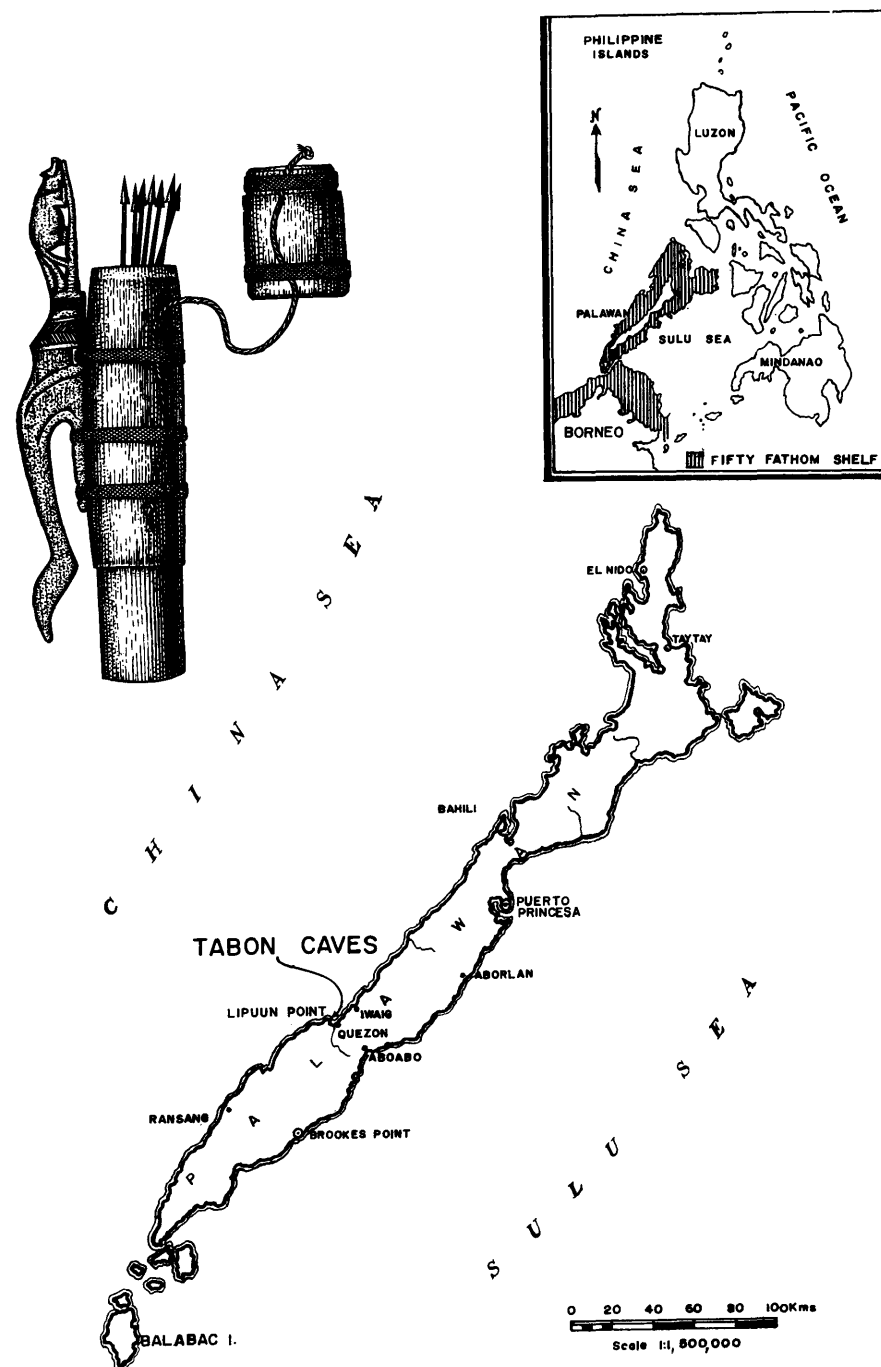 PHILIPPINE
ISLANDS
N
LUZON
CHINA SEA
PACIFIC OCEAN
PALAWAN
SULU SEA
MINDANAO
BORNEO
FIFTY FATHOM SHELF
CHINA SEA
EL NIDO
TAYTAY
BAHILI
PUERTO
PRINCESA
TABON CAVES
ABORLAN
LIPUUN POINT
IWAIG
QUEZON
ABOABO
PALAWAN
RANSANG
BROOKES POINT
SULU SEA
BALABAC I.
0 20 40 60 80 100Kms
Scale 1:1,500,000